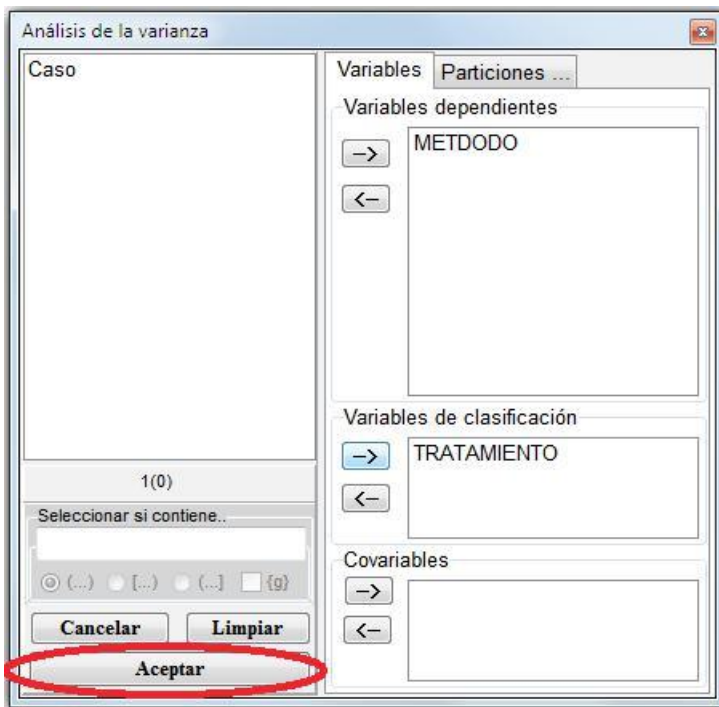 Análisis de la varianza
Caso
1(0)
Seleccionar si contiene..
(...) [...) (...] {g}
Cancelar Limpiar
Aceptar
Variables Particiones ...
Variables dependientes
-->
METDODO
<--
Variables de clasificación
-->
TRATAMIENTO
<--
Covariables
-->
<--